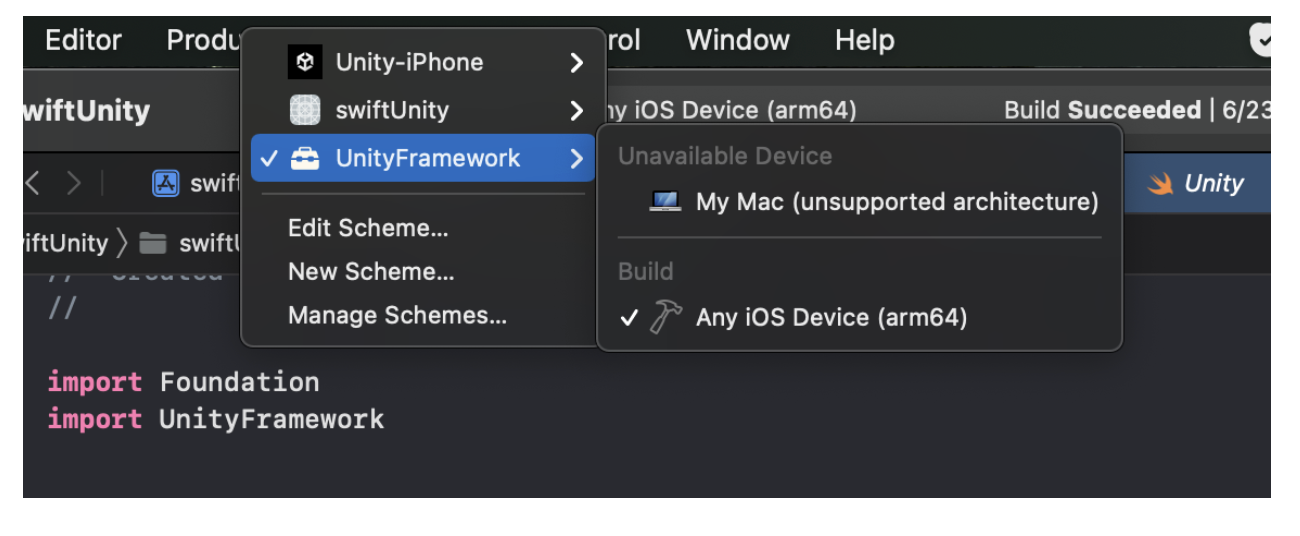 Editor Produ rol Window Help
Unity-iPhone
wiftUnity swiftUnity ny iOS Device (arm64) Build Succeeded | 6/23
UnityFramework Unavailable Device
swift Unity
My Mac (unsupported architecture)
iftUnity swiftU Edit Scheme...
New Scheme... Build
// Created
// Manage Schemes... Any iOS Device (arm64)
import Foundation
import UnityFramework